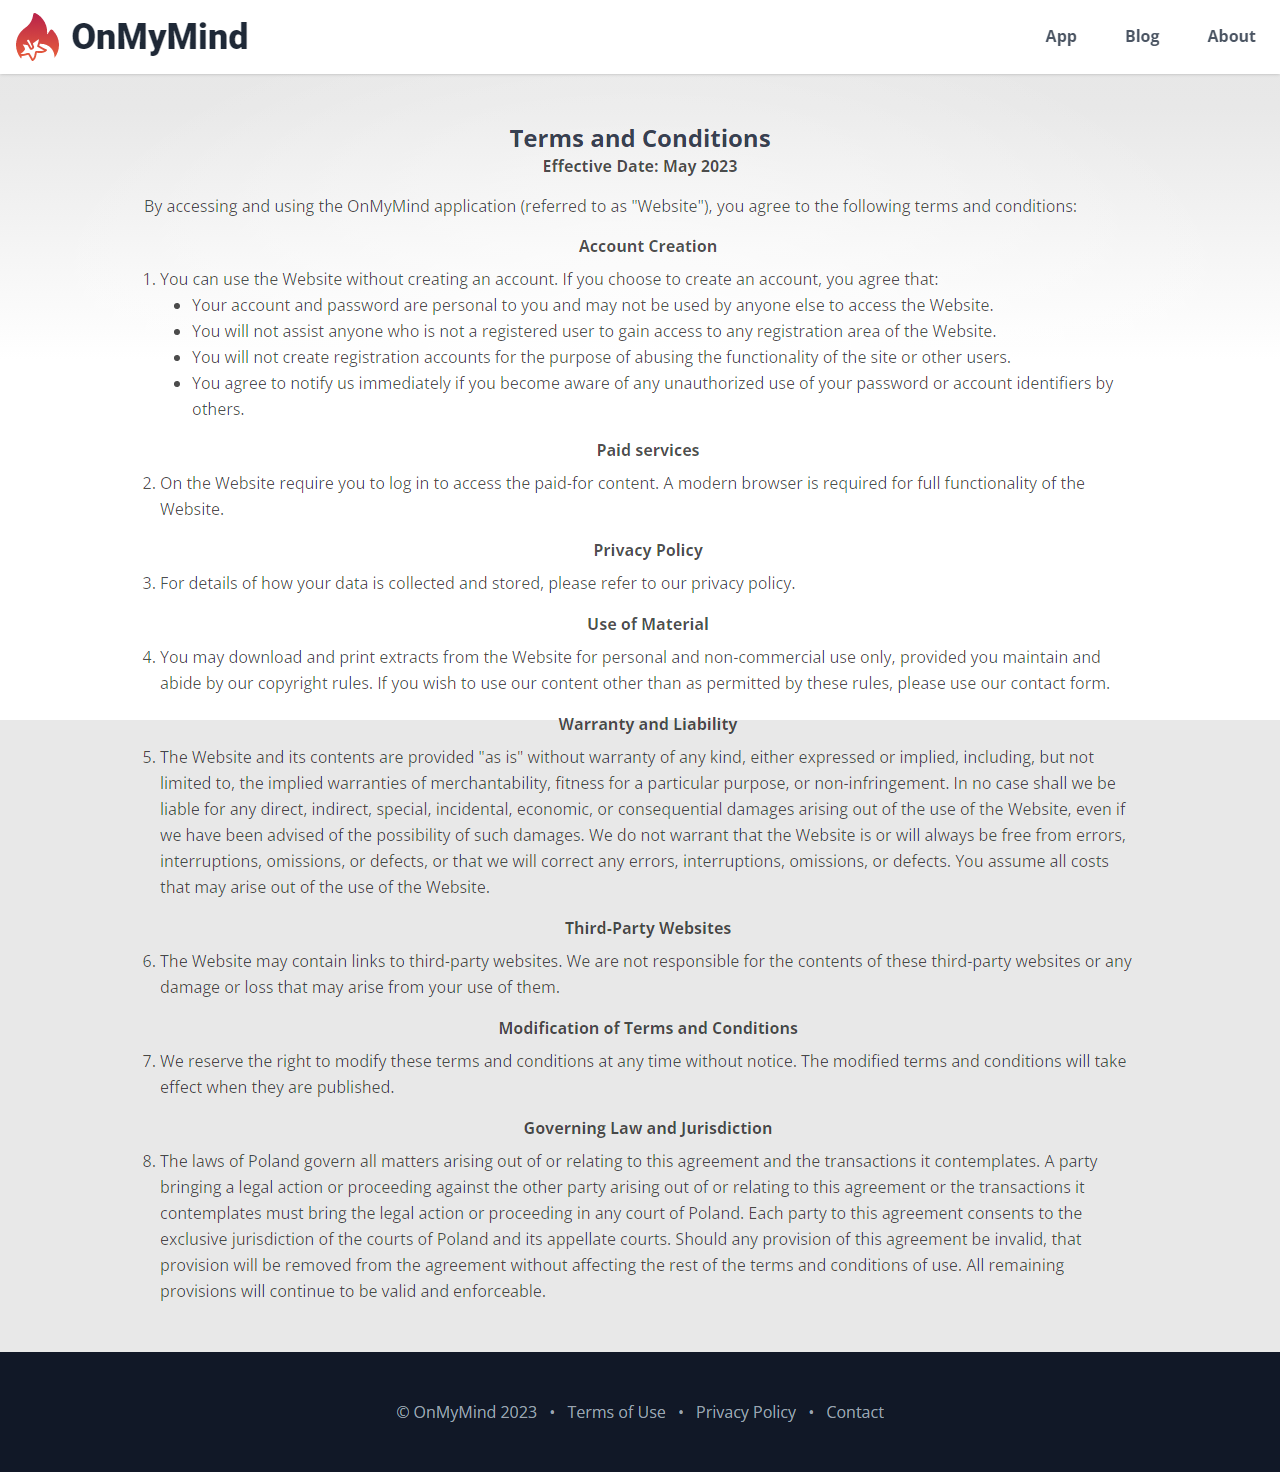 OnMyMind
App Blog About
Terms and Conditions
Effective Date: May 2023
By accessing and using the OnMyMind application (referred to as "Website"), you agree to the following terms and conditions:
Account Creation
1. You can use the Website without creating an account. If you choose to create an account, you agree that:
• Your account and password are personal to you and may not be used by anyone else to access the Website.
• You will not assist anyone who is not a registered user to gain access to any registration area of the Website.
• You will not create registration accounts for the purpose of abusing the functionality of the site or other users.
• You agree to notify us immediately if you become aware of any unauthorized use of your password or account identifiers by
others.
Paid services
2. On the Website require you to log in to access the paid-for content. A modern browser is required for full functionality of the
Website.
Privacy Policy
3. For details of how your data is collected and stored, please refer to our privacy policy.
Use of Material
4. You may download and print extracts from the Website for personal and non-commercial use only, provided you maintain and
abide by our copyright rules. If you wish to use our content other than as permitted by these rules, please use our contact form.
Warranty and Liability
5. The Website and its contents are provided "as is" without warranty of any kind, either expressed or implied, including, but not
limited to, the implied warranties of merchantability, fitness for a particular purpose, or non-infringement. In no case shall we be
liable for any direct, indirect, special, incidental, economic, or consequential damages arising out of the use of the Website, even if
we have been advised of the possibility of such damages. We do not warrant that the Website is or will always be free from errors,
interruptions, omissions, or defects, or that we will correct any errors, interruptions, omissions, or defects. You assume all costs
that may arise out of the use of the Website.
Third-Party Websites
6. The Website may contain links to third-party websites. We are not responsible for the contents of these third-party websites or any
damage or loss that may arise from your use of them.
Modification of Terms and Conditions
7. We reserve the right to modify these terms and conditions at any time without notice. The modified terms and conditions will take
effect when they are published.
Governing Law and Jurisdiction
8. The laws of Poland govern all matters arising out of or relating to this agreement and the transactions it contemplates. A party
bringing a legal action or proceeding against the other party arising out of or relating to this agreement or the transactions it
contemplates must bring the legal action or proceeding in any court of Poland. Each party to this agreement consents to the
exclusive jurisdiction of the courts of Poland and its appellate courts. Should any provision of this agreement be invalid, that
provision will be removed from the agreement without affecting the rest of the terms and conditions of use. All remaining
provisions will continue to be valid and enforceable.
© OnMyMind 2023 • Terms of Use • Privacy Policy • Contact